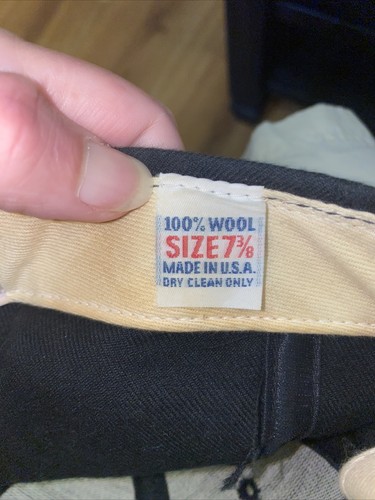 100% WOOL
SIZE 7⅜
MADE IN U.S.A.
DRY CLEAN ONLY